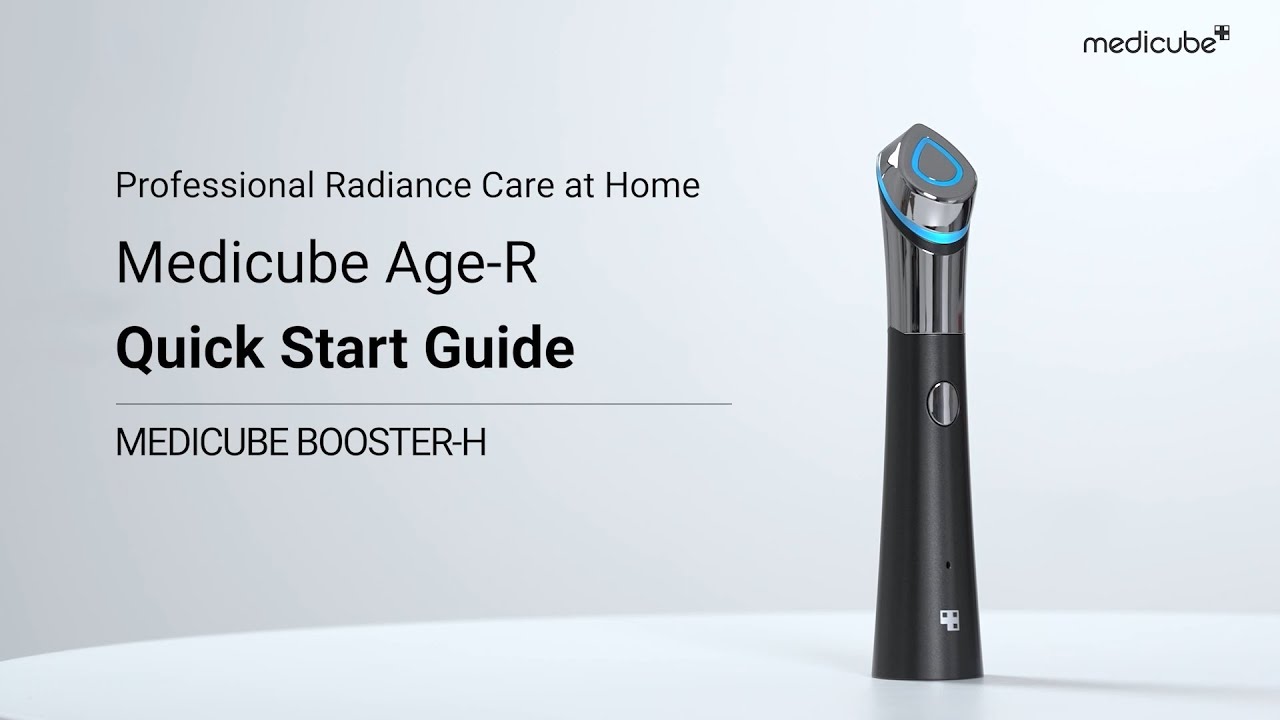 medicube
Professional Radiance Care at Home
Medicube Age-R
Quick Start Guide
MEDICUBE BOOSTER-H